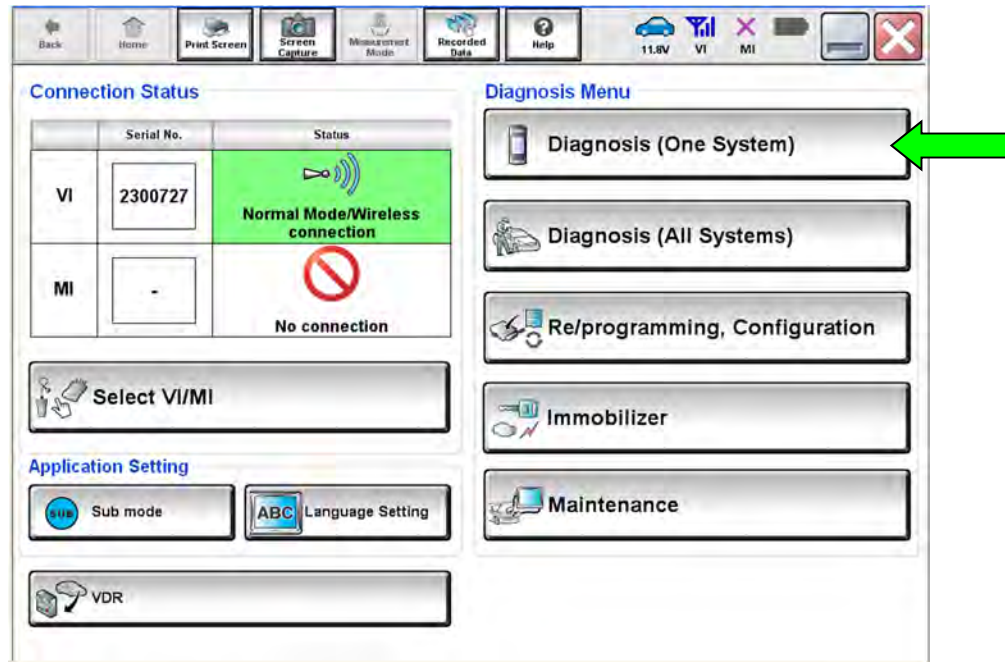 Back
Home
Print Screen
Screen
Capture
Measurement
Mode
Recorded
Data
Help
11.8V
VI
MI
Connection Status
Serial No.
Status
VI
2300727
Normal Mode/Wireless
connection
MI
-
No connection
Select VI/MI
Application Setting
SUB
Sub mode
ABC
Language Setting
VDR
Diagnosis Menu
Diagnosis (One System)
Diagnosis (All Systems)
Re/programming, Configuration
Immobilizer
Maintenance